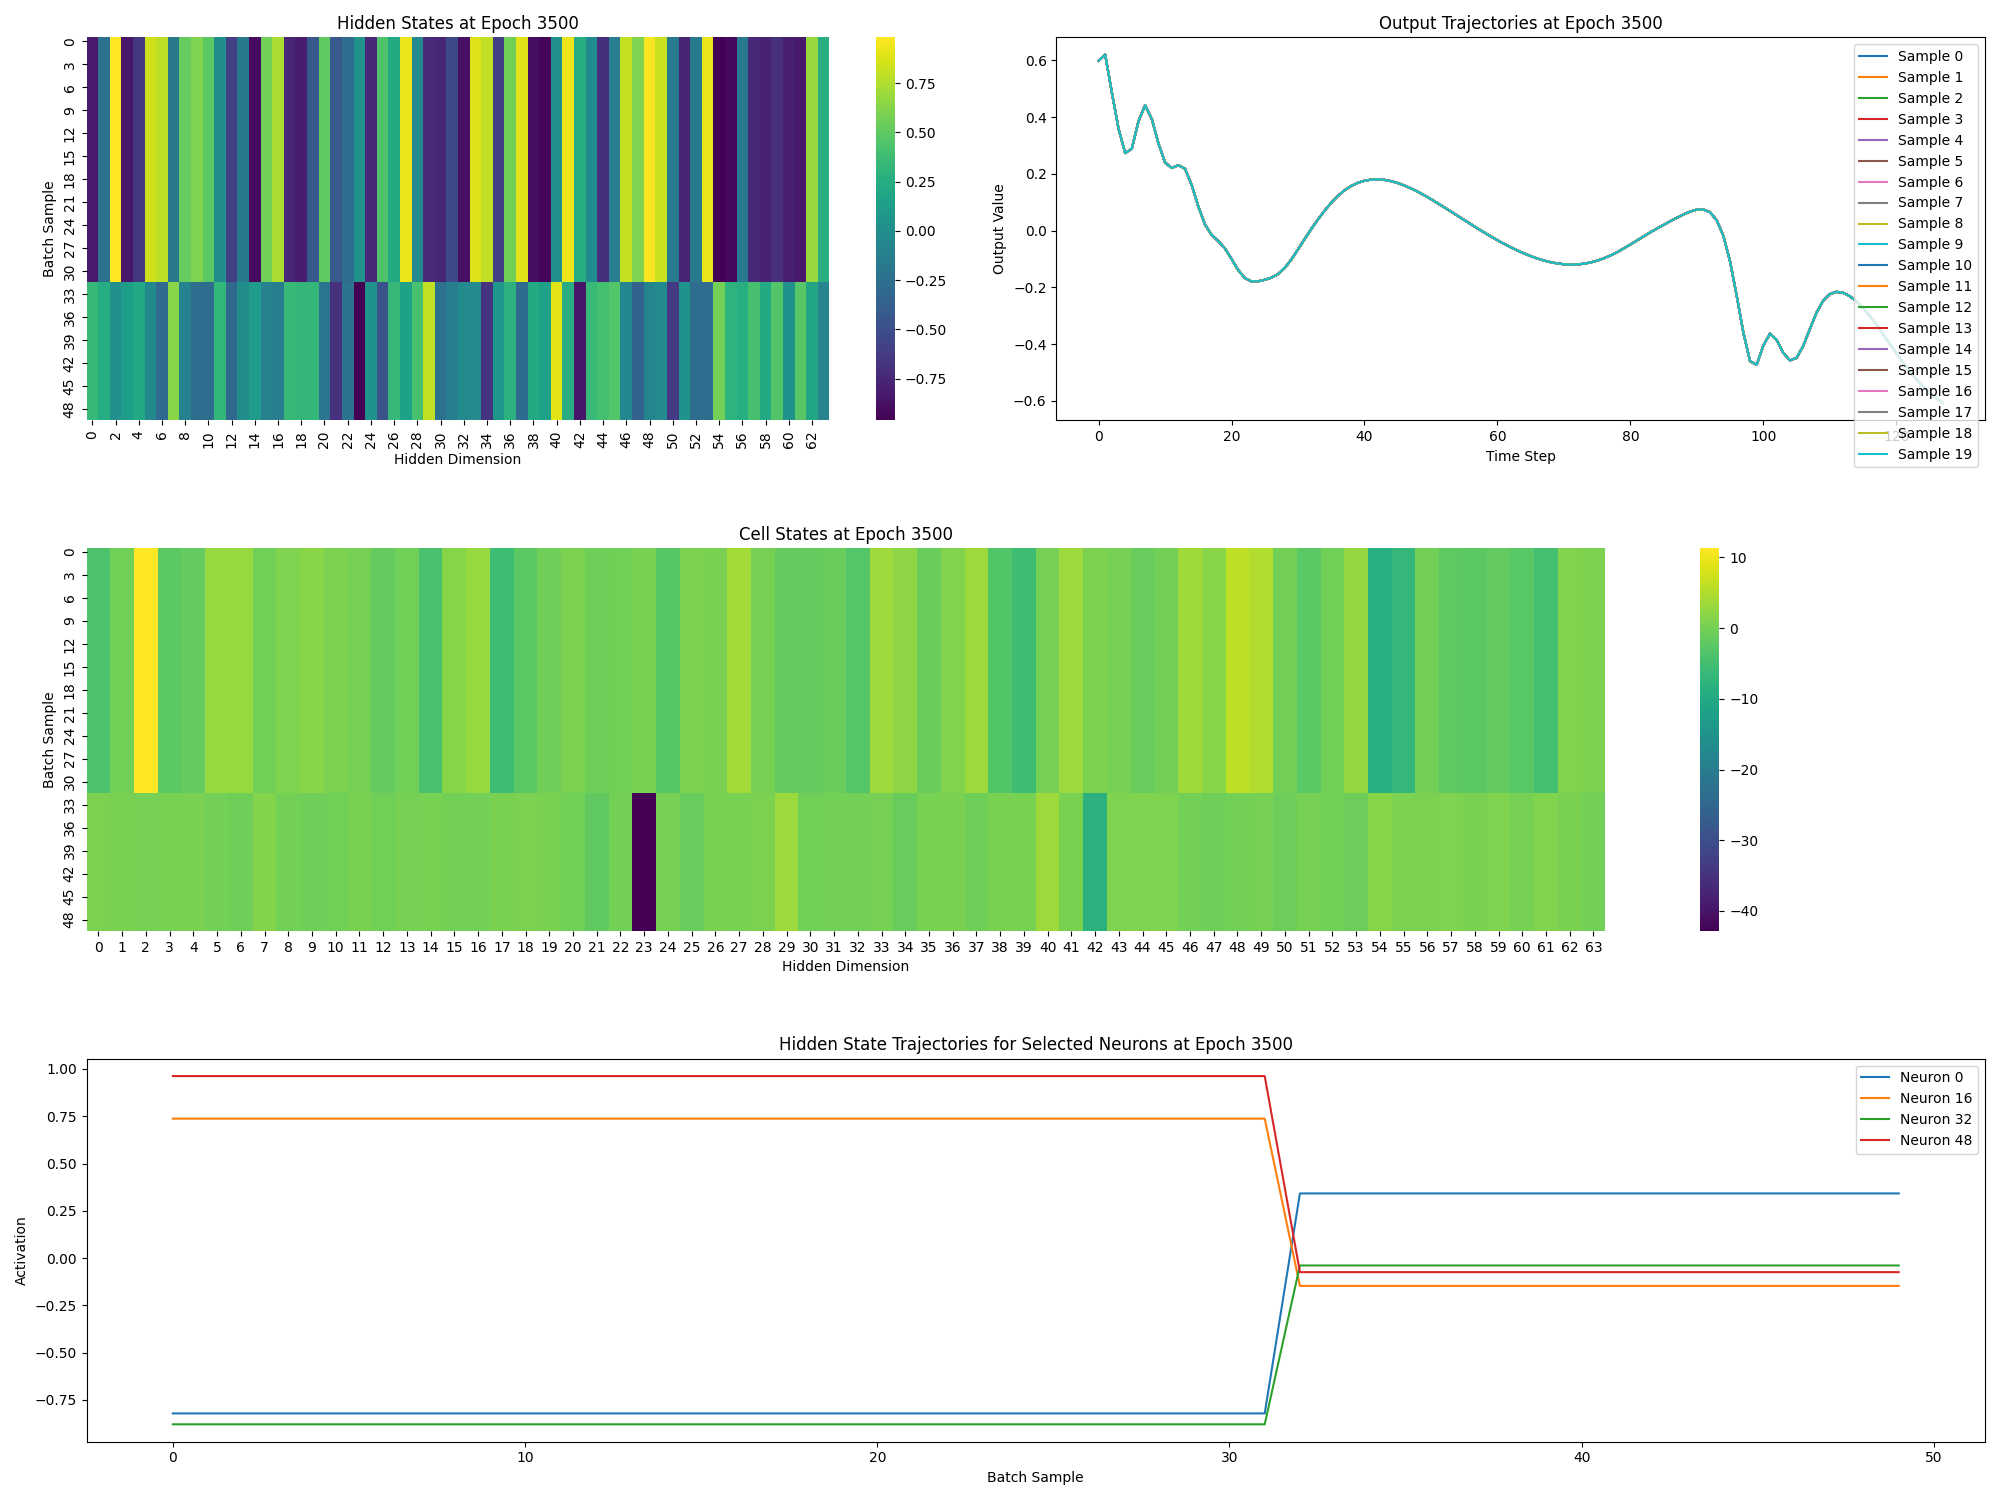 Hidden States at Epoch 3500
Batch Sample
0
3
6
9
12
15
18
21
24
27
30
33
36
39
42
45
48
0 2 4 6 8 10 12 14 16 18 20 22 24 26 28 30 32 34 36 38 40 42 44 46 48 50 52 54 56 58 60 62
Hidden Dimension
0.75
0.50
0.25
0.00
−0.25
−0.50
−0.75
Output Trajectories at Epoch 3500
Output Value
0.6
0.4
0.2
0.0
−0.2
−0.4
−0.6
0 20 40 60 80 100 120
Time Step
Sample 0
Sample 1
Sample 2
Sample 3
Sample 4
Sample 5
Sample 6
Sample 7
Sample 8
Sample 9
Sample 10
Sample 11
Sample 12
Sample 13
Sample 14
Sample 15
Sample 16
Sample 17
Sample 18
Sample 19
Cell States at Epoch 3500
Batch Sample
0
3
6
9
12
15
18
21
24
27
30
33
36
39
42
45
48
0 1 2 3 4 5 6 7 8 9 10 11 12 13 14 15 16 17 18 19 20 21 22 23 24 25 26 27 28 29 30 31 32 33 34 35 36 37 38 39 40 41 42 43 44 45 46 47 48 49 50 51 52 53 54 55 56 57 58 59 60 61 62 63
Hidden Dimension
10
0
−10
−20
−30
−40
Hidden State Trajectories for Selected Neurons at Epoch 3500
Activation
1.00
0.75
0.50
0.25
0.00
−0.25
−0.50
−0.75
0 10 20 30 40 50
Batch Sample
Neuron 0
Neuron 16
Neuron 32
Neuron 48